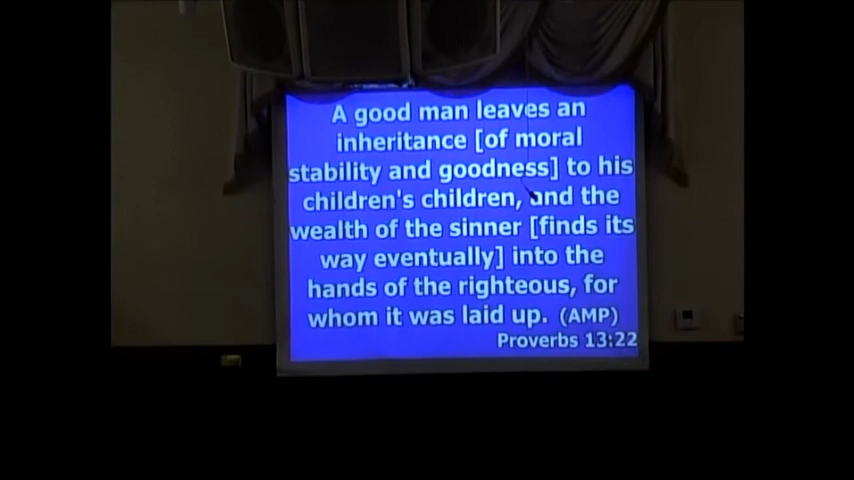 A good man leaves an
inheritance [of moral
stability and goodness] to his
children's children, and the
wealth of the sinner [finds its
way eventually] into the
hands of the righteous, for
whom it was laid up. (AMP)
Proverbs 13:22